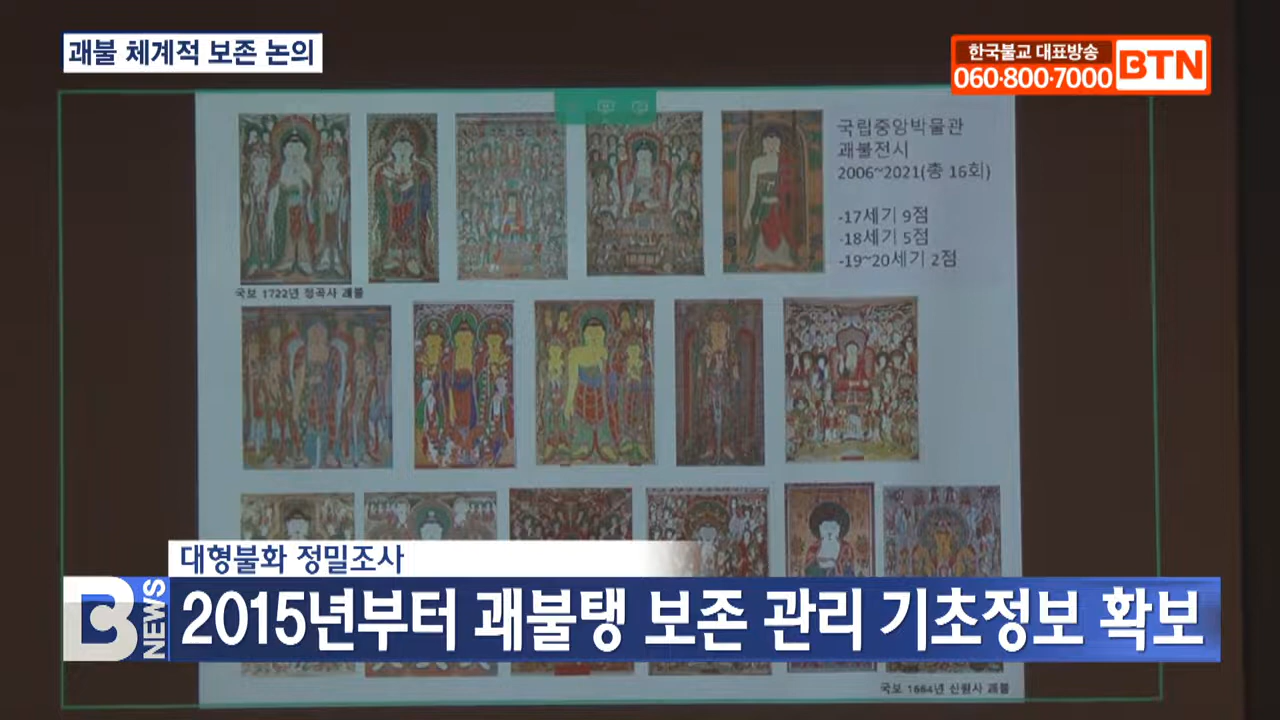 괘불 체계적 보존 논의
한국불교 대표방송
060·800·7000
BTN
국립중앙박물관
괘불전시
2006~2021(총 16회)
-17세기 9점
-18세기 5점
-19~20세기 2점
국보 1722년 청곡사 괘불
대형불화 정밀조사
B NEWS
2015년부터 괘불탱 보존 관리 기초정보 확보
국보 1664년 신원사 괘불